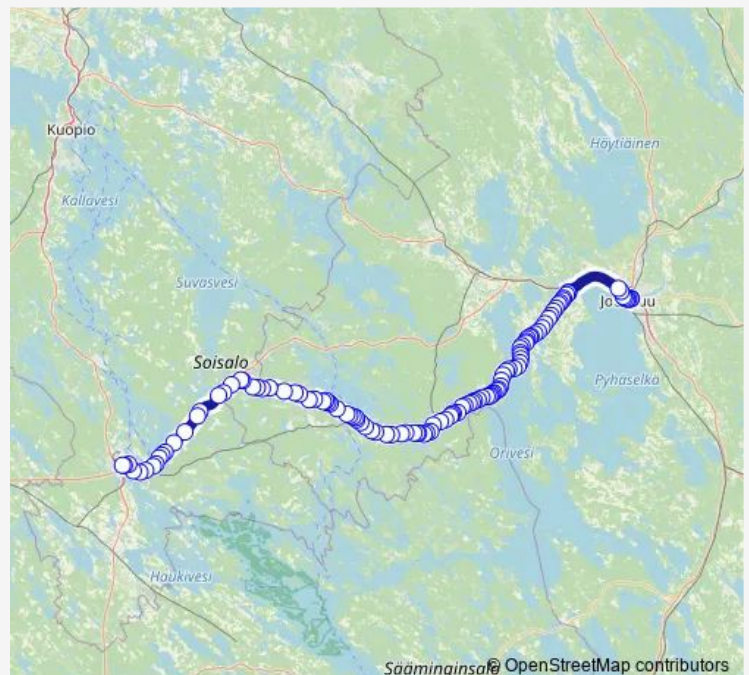 Kuopio
Höytiäinen
Kallavesi
Suvasvesi
Soisalo
Pyhäselkä
Orivesi
Haukivesi
© OpenStreetMap contributors